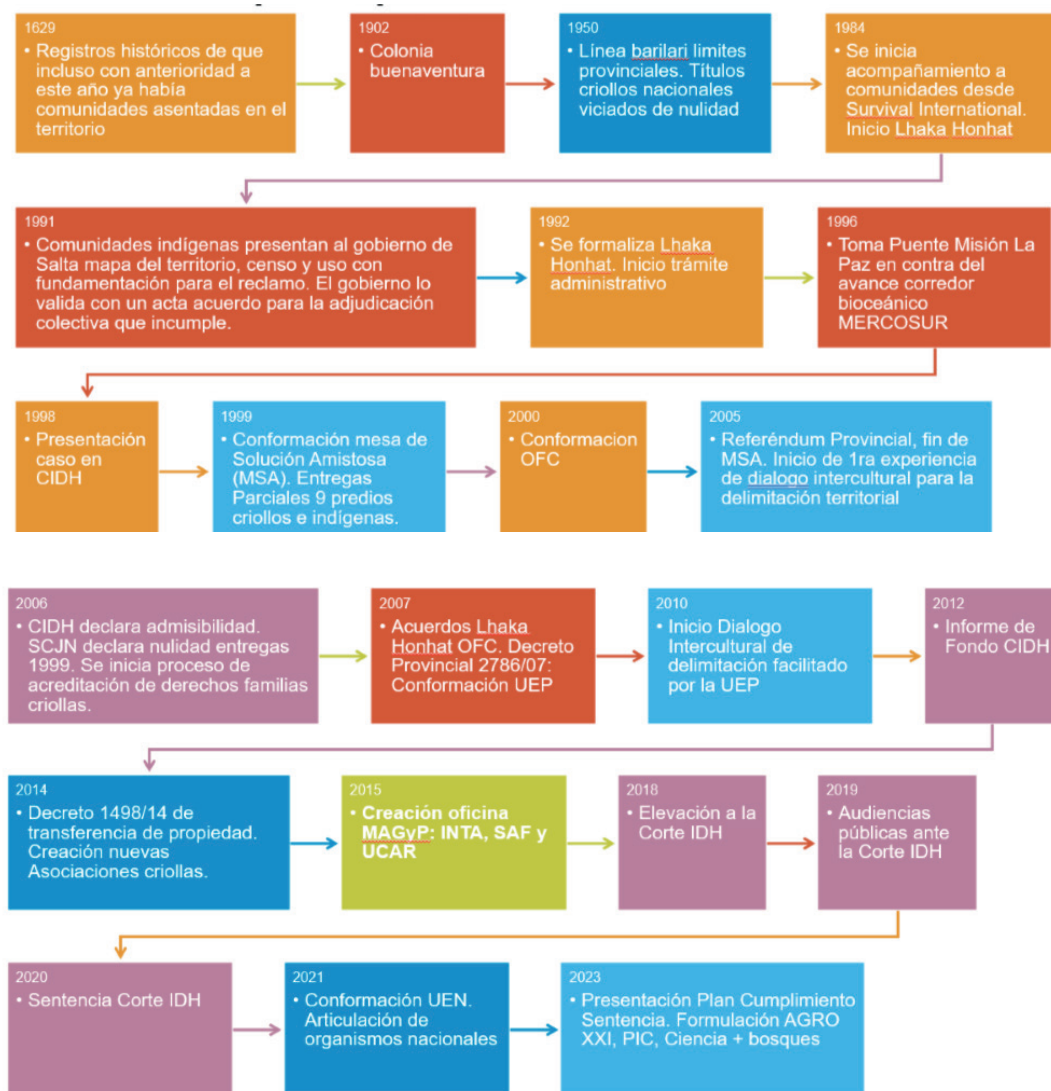 1629
• Registros históricos de que
incluso con anterioridad a
este año ya había
comunidades asentadas en el
territorio
1902
• Colonia
buenaventura
1950
• Línea barilari limites
provinciales. Títulos
criollos nacionales
viciados de nulidad
1984
• Se inicia
acompañamiento a
comunidades desde
Survival International.
Inicio Lhaka Honhat
1991
• Comunidades indígenas presentan al gobierno de
Salta mapa del territorio, censo y uso con
fundamentación para el reclamo. El gobierno lo
valida con un acta acuerdo para la adjudicación
colectiva que incumple.
1992
• Se formaliza Lhaka
Honhat. Inicio trámite
administrativo
1996
• Toma Puente Misión La
Paz en contra del
avance corredor
bioceánico
MERCOSUR
1998
• Presentación
caso en
CIDH
1999
• Conformación mesa de
Solución Amistosa
(MSA). Entregas
Parciales 9 predios
criollos e indígenas.
2000
• Conformacion
OFC
2005
• Referéndum Provincial, fin de
MSA. Inicio de 1ra experiencia
de dialogo intercultural para la
delimitación territorial
2006
• CIDH declara admisibilidad.
SCJN declara nulidad entregas
1999. Se inicia proceso de
acreditación de derechos familias
criollas.
2007
• Acuerdos Lhaka
Honhat OFC. Decreto
Provincial 2786/07:
Conformación UEP
2010
• Inicio Dialogo
Intercultural de
delimitación facilitado
por la UEP
2012
• Informe de
Fondo CIDH
2014
• Decreto 1498/14 de
transferencia de propiedad.
Creación nuevas
Asociaciones criollas.
2015
• Creación oficina
MAGyP: INTA, SAF y
UCAR
2018
• Elevación a la
Corte IDH
2019
• Audiencias
públicas ante
la Corte IDH
2020
• Sentencia Corte IDH
2021
• Conformación UEN.
Articulación de
organismos nacionales
2023
• Presentación Plan Cumplimiento
Sentencia. Formulación AGRO
XXI, PIC, Ciencia + bosques